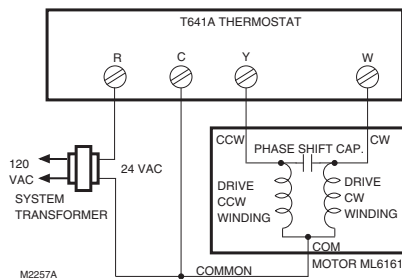 T641A THERMOSTAT
R C Y W
CCW CW
PHASE SHIFT CAP.
120
VAC
24 VAC
SYSTEM
TRANSFORMER
DRIVE
CCW
WINDING
DRIVE
CW
WINDING
COM
MOTOR ML6161
COMMON
M2257A